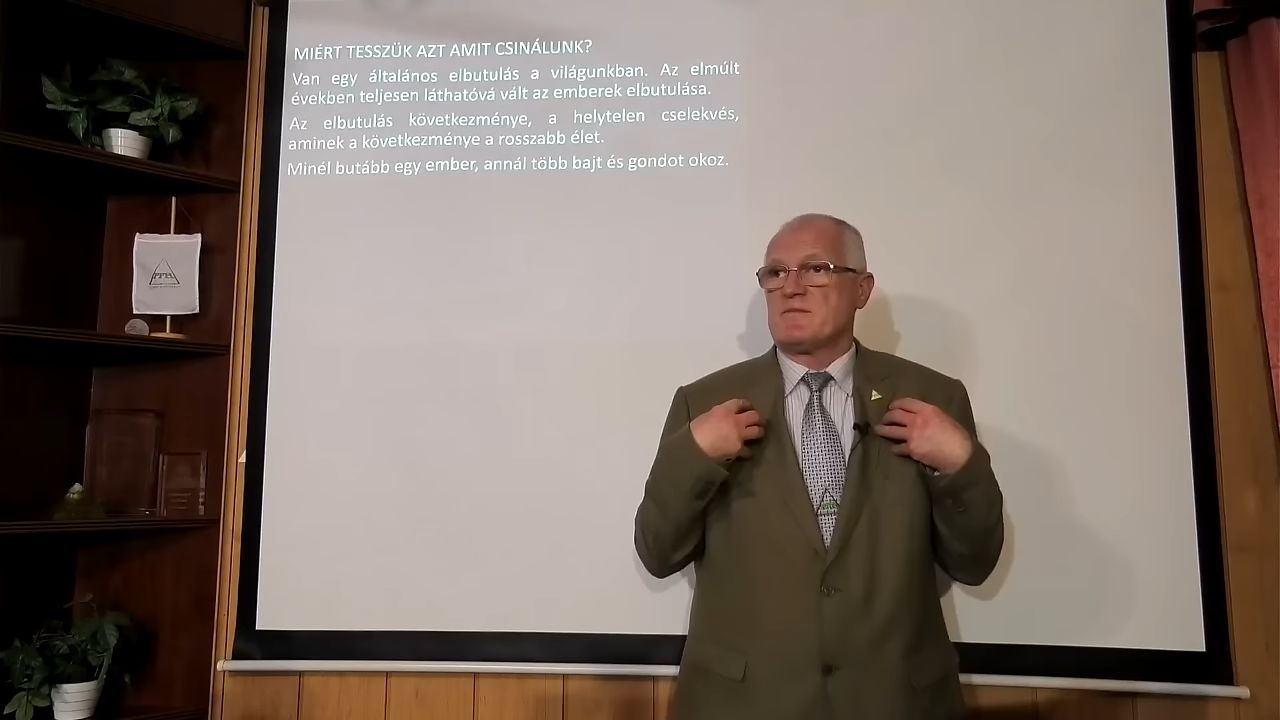 MIÉRT TESSZÜK AZT AMIT CSINÁLUNK?
Van egy általános elbutulás a világunkban. Az elmúlt
években teljesen láthatóvá vált az emberek elbutulása.
Az elbutulás következménye, a helytelen cselekvés,
aminek a következménye a rosszabb élet.
Minél butább egy ember, annál több bajt és gondot okoz.